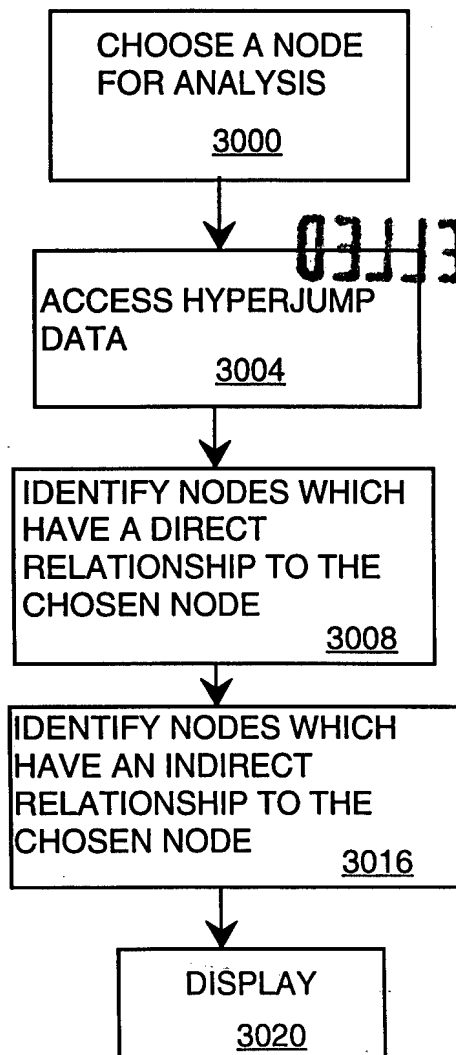 CHOOSE A NODE
FOR ANALYSIS
3000
ACCESS HYPERJUMP
DATA
3004
IDENTIFY NODES WHICH
HAVE A DIRECT
RELATIONSHIP TO THE
CHOSEN NODE
3008
IDENTIFY NODES WHICH
HAVE AN INDIRECT
RELATIONSHIP TO THE
CHOSEN NODE
3016
DISPLAY
3020